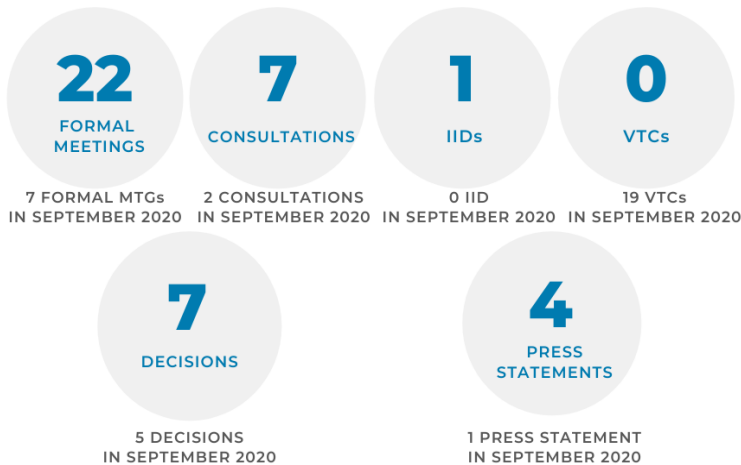 22
FORMAL
MEETINGS
7 FORMAL MTGs
IN SEPTEMBER 2020
7
CONSULTATIONS
2 CONSULTATIONS
IN SEPTEMBER 2020
1
IIDs
0 IID
IN SEPTEMBER 2020
0
VTCs
19 VTCs
IN SEPTEMBER 2020
7
DECISIONS
5 DECISIONS
IN SEPTEMBER 2020
4
PRESS
STATEMENTS
1 PRESS STATEMENT
IN SEPTEMBER 2020